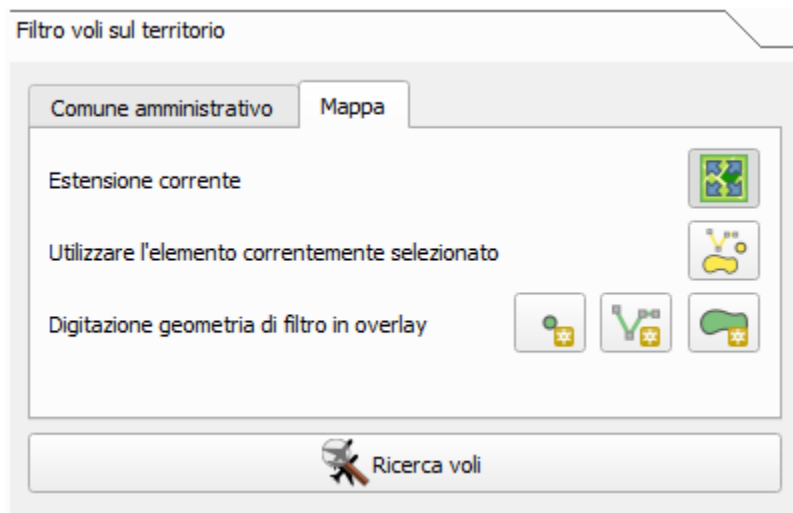 Filtro voli sul territorio
Comune amministrativo Mappa
Estensione corrente
Utilizzare l'elemento correntemente selezionato
Digitazione geometria di filtro in overlay
Ricerca voli